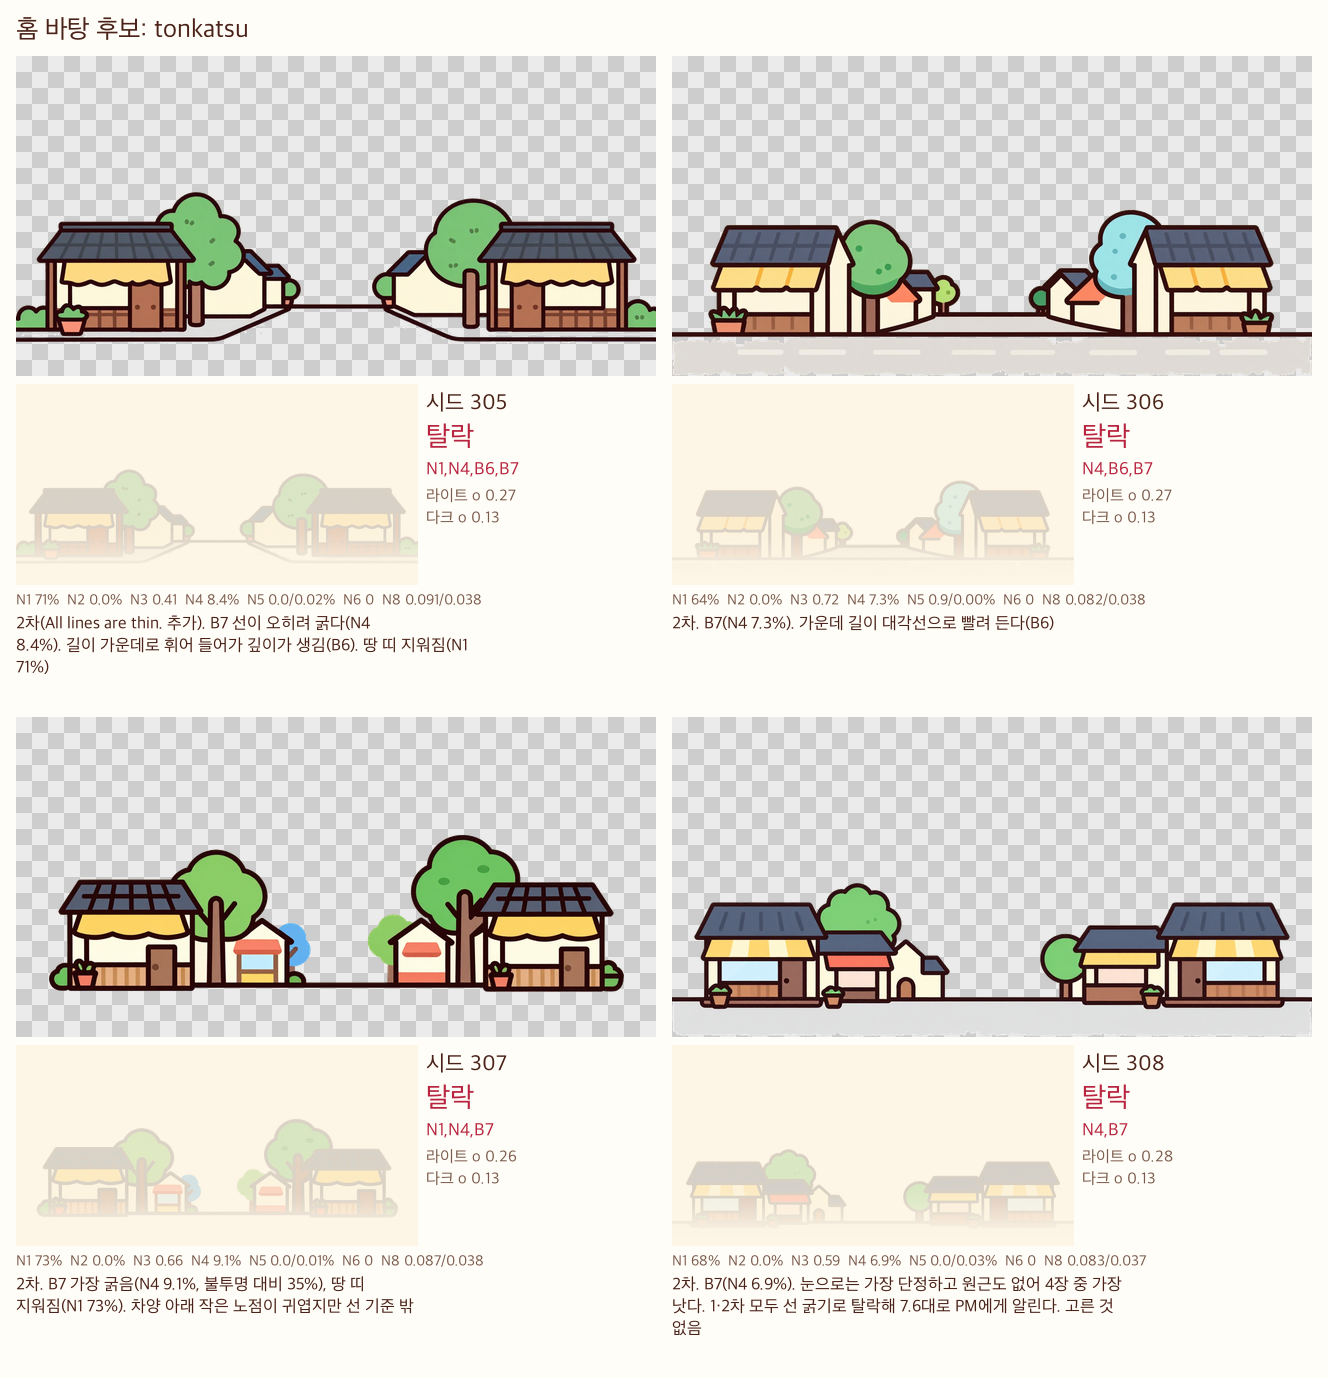 홈 바탕 후보: tonkatsu
시드 305
탈락
N1,N4,B6,B7
라이트 o 0.27
다크 o 0.13
N1 71% N2 0.0% N3 0.41 N4 8.4% N5 0.0/0.02% N6 0 N8 0.091/0.038
2차(All lines are thin. 추가). B7 선이 오히려 굵다(N4
8.4%). 길이 가운데로 휘어 들어가 깊이가 생김(B6). 땅 띠 지워짐(N1
71%)
시드 306
탈락
N4,B6,B7
라이트 o 0.27
다크 o 0.13
N1 64% N2 0.0% N3 0.72 N4 7.3% N5 0.9/0.00% N6 0 N8 0.082/0.038
2차. B7(N4 7.3%). 가운데 길이 대각선으로 빨려 든다(B6)
시드 307
탈락
N1,N4,B7
라이트 o 0.26
다크 o 0.13
N1 73% N2 0.0% N3 0.66 N4 9.1% N5 0.0/0.01% N6 0 N8 0.087/0.038
2차. B7 가장 굵음(N4 9.1%, 불투명 대비 35%), 땅 띠
지워짐(N1 73%). 차양 아래 작은 노점이 귀엽지만 선 기준 밖
시드 308
탈락
N4,B7
라이트 o 0.28
다크 o 0.13
N1 68% N2 0.0% N3 0.59 N4 6.9% N5 0.0/0.03% N6 0 N8 0.083/0.037
2차. B7(N4 6.9%). 눈으로는 가장 단정하고 원근도 없어 4장 중 가장
낫다. 1·2차 모두 선 굵기로 탈락해 7.6대로 PM에게 알린다. 고른 것
없음